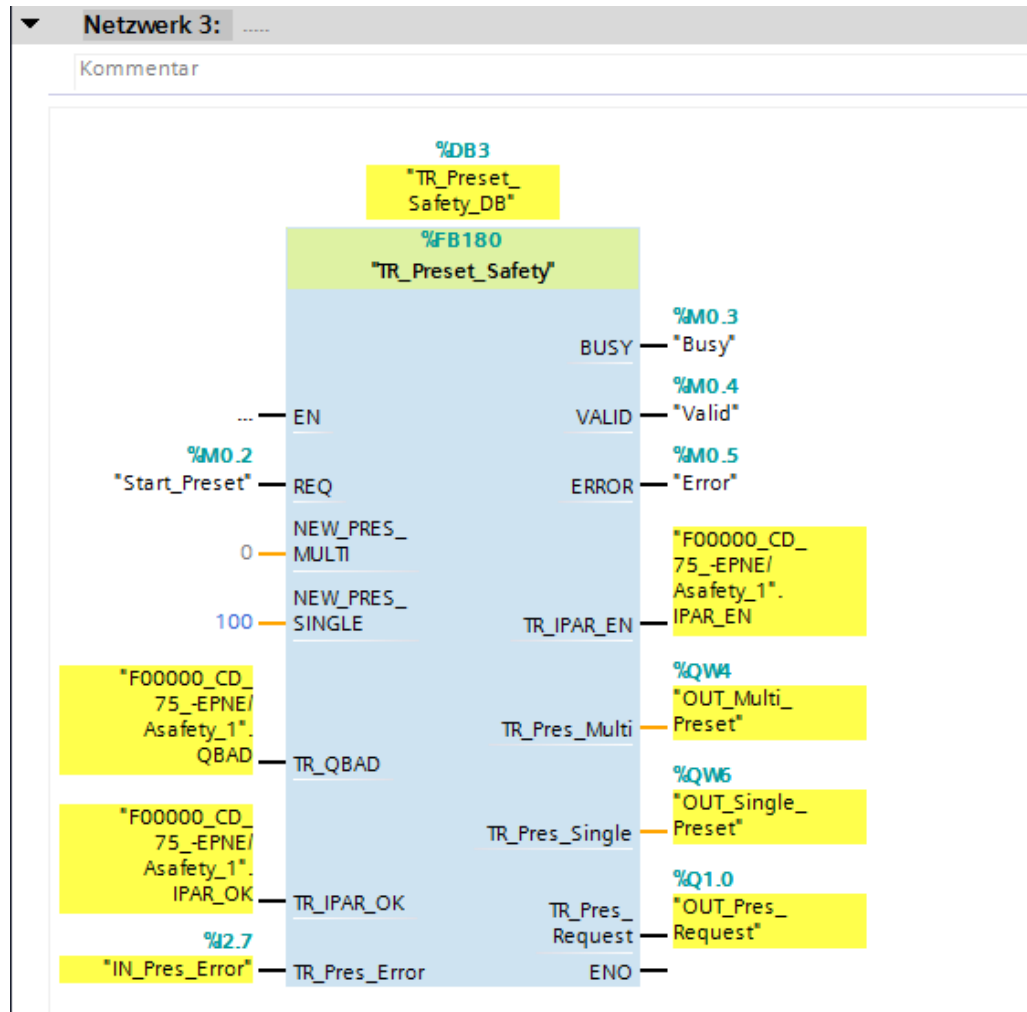 Netzwerk 3: .....
Kommentar
%DB3
"TR_Preset_
Safety_DB"
%FB180
"TR_Preset_Safety"
%M0.3
BUSY
"Busy"
%M0.4
... EN
VALID
"Valid"
%M0.2
"Start_Preset"
REQ
%M0.5
ERROR
"Error"
NEW_PRES_
0 MULTI
NEW_PRES_
100 SINGLE
"F00000_CD_
75_-EPNE/
Asafety_1".
TR_IPAR_EN
IPAR_EN
"F00000_CD_
75_-EPNE/
Asafety_1".
QBAD
TR_QBAD
%QW4
"OUT_Multi_
TR_Pres_Multi
Preset"
%QW6
"OUT_Single_
TR_Pres_Single
Preset"
"F00000_CD_
75_-EPNE/
Asafety_1".
IPAR_OK
TR_IPAR_OK
%Q1.0
TR_Pres_
Request
"OUT_Pres_
Request"
%I2.7
"IN_Pres_Error"
TR_Pres_Error
ENO